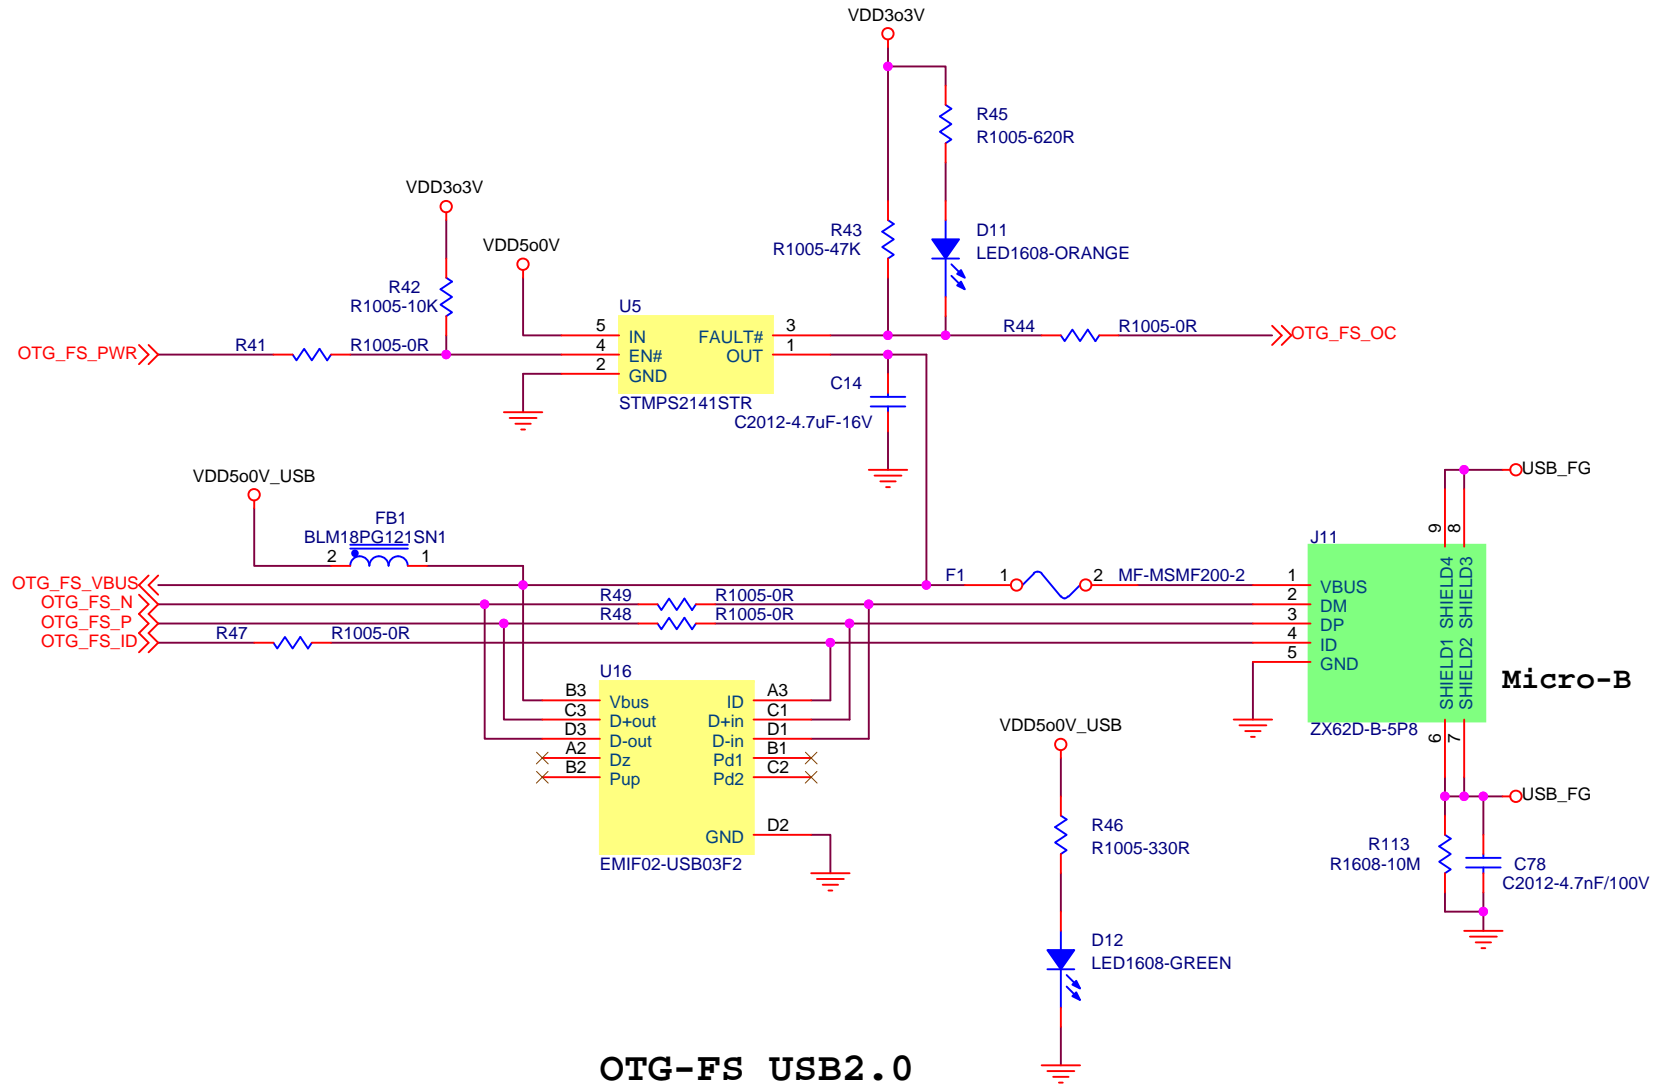 VDD3o3V
R45
R1005-620R
VDD3o3V
R43
R1005-47K
D11
LED1608-ORANGE
VDD5o0V
R42
R1005-10K
U5
5 IN FAULT# 3
4 EN# OUT 1
2 GND
STMPS2141STR
OTG_FS_PWR R41 R1005-0R
R44 R1005-0R OTG_FS_OC
C14
C2012-4.7uF-16V
VDD5o0V_USB
FB1
BLM18PG121SN1
2 1
OTG_FS_VBUS
OTG_FS_N
OTG_FS_P
OTG_FS_ID
F1 1 2 MF-MSMF200-2
R49 R1005-0R
R48 R1005-0R
R47 R1005-0R
USB_FG
9 8
J11
1 VBUS
2 DM
3 DP
4 ID
5 GND
SHIELD4
SHIELD3
SHIELD1
SHIELD2
ZX62D-B-5P8
6 7
Micro-B
U16
B3 Vbus ID A3
C3 D+out D+in C1
D3 D-out D-in D1
A2 Dz Pd1 B1
B2 Pup Pd2 C2
GND D2
EMIF02-USB03F2
VDD5o0V_USB
R46
R1005-330R
D12
LED1608-GREEN
USB_FG
R113
R1608-10M
C78
C2012-4.7nF/100V
OTG-FS USB2.0